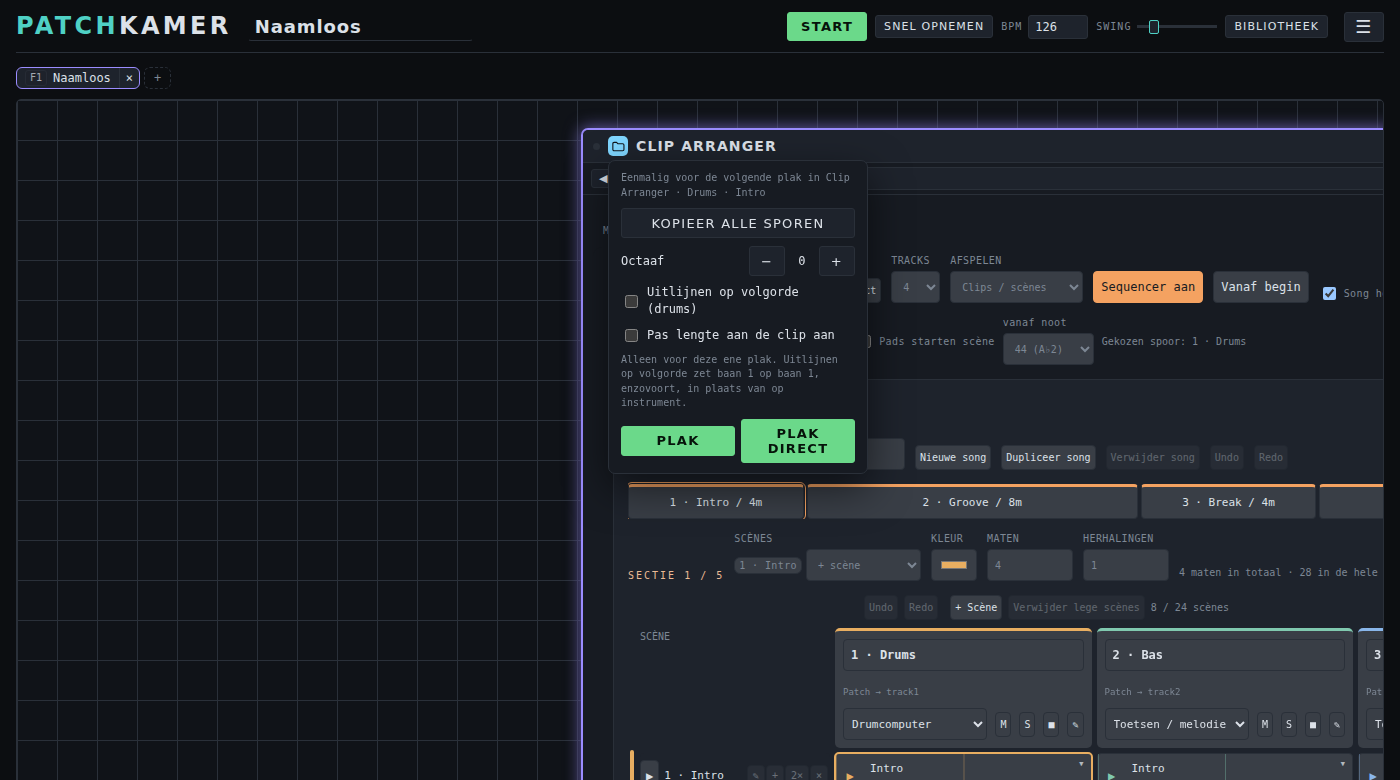 PATCHKAMER Naamloos START SNEL OPNEMEN BPM 126 SWING BIBLIOTHEEK ☰
F1 Naamloos × +
CLIP ARRANGER
◀
Eenmalig voor de volgende plak in Clip
Arranger · Drums · Intro
KOPIEER ALLE SPOREN
Octaaf − 0 +
Uitlijnen op volgorde
(drums)
Pas lengte aan de clip aan
Alleen voor deze ene plak. Uitlijnen
op volgorde zet baan 1 op baan 1,
enzovoort, in plaats van op
instrument.
PLAK
PLAK
DIRECT
TRACKS AFSPELEN
4 Clips / scènes Sequencer aan Vanaf begin Song h
vanaf noot
Pads starten scène 44 (A♭2) Gekozen spoor: 1 · Drums
Nieuwe song Dupliceer song Verwijder song Undo Redo
1 · Intro / 4m 2 · Groove / 8m 3 · Break / 4m
SCÈNES KLEUR MATEN HERHALINGEN
SECTIE 1 / 5 1 · Intro + scène 4 1 4 maten in totaal · 28 in de hele
Undo Redo + Scène Verwijder lege scènes 8 / 24 scènes
SCÈNE
1 · Drums 2 · Bas 3
Patch → track1 Patch → track2 Pat
Drumcomputer M S ■ ✎ Toetsen / melodie M S ■ ✎
▶ 1 · Intro ✎ + 2× × ▶ Intro ▾ ▶ Intro ▾ ▶